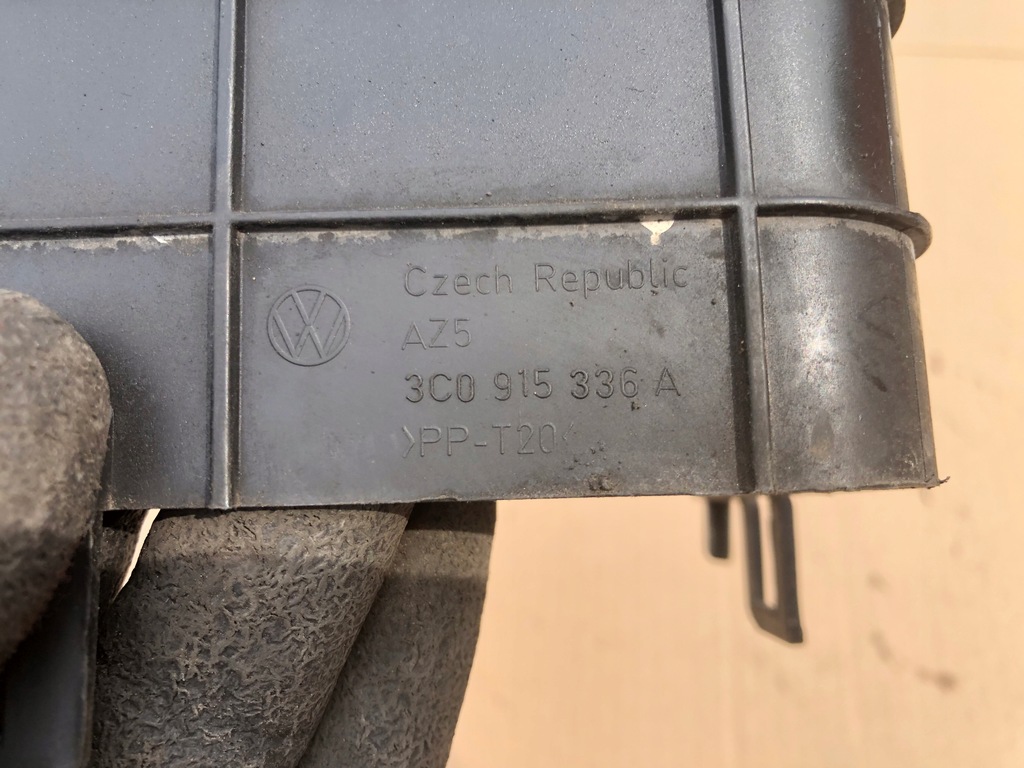 Czech Republic
AZ5
3C0 915 336 A
>PP-T20<